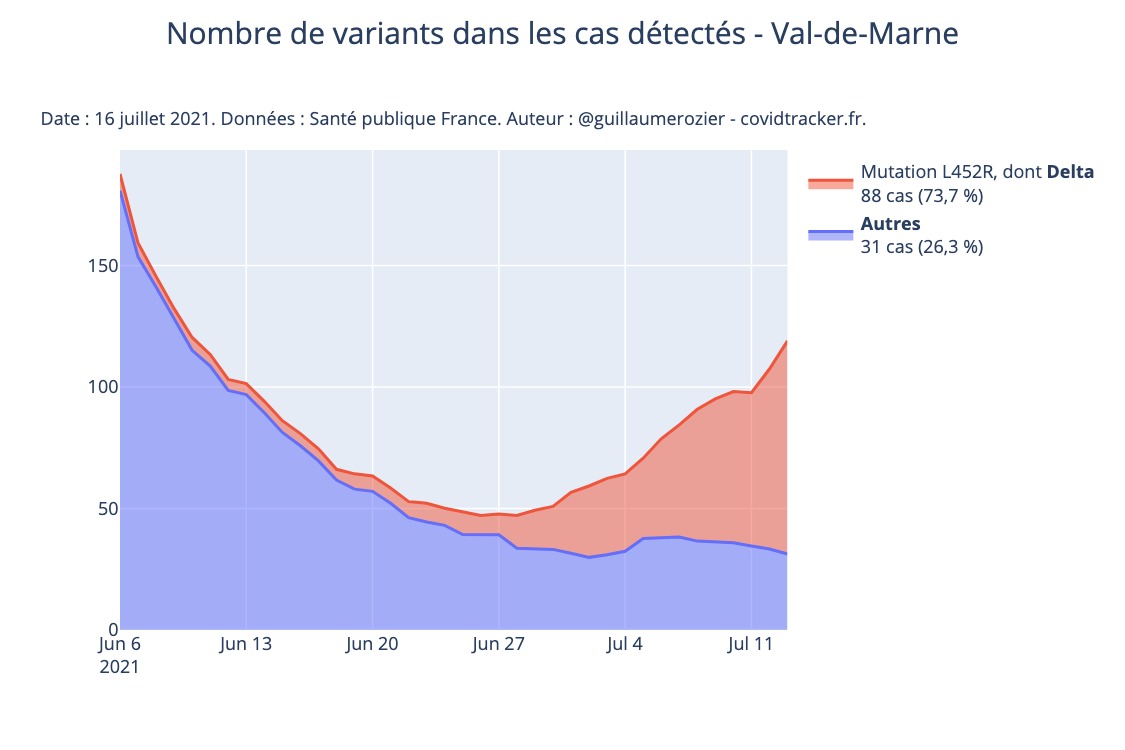 Nombre de variants dans les cas détectés - Val-de-Marne
Date : 16 juillet 2021. Données : Santé publique France. Auteur : @guillaumerozier - covidtracker.fr.
Mutation L452R, dont Delta
88 cas (73,7 %)
Autres
31 cas (26,3 %)
150
100
50
0
Jun 6
2021
Jun 13
Jun 20
Jun 27
Jul 4
Jul 11